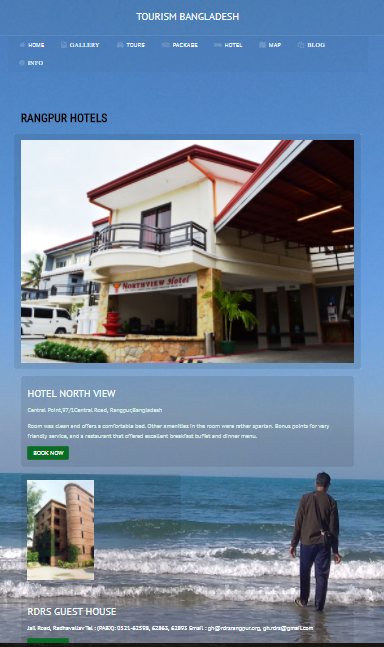 TOURISM BANGLADESH
HOME GALLERY TOURS PACKAGE HOTEL MAP BLOG
INFO
RANGPUR HOTELS
NORTHVIEW Hotel
HOTEL NORTH VIEW
Central Point,97/1Central Road, Rangpur,Bangladesh
Room was clean and offers a comfortable bed. Other amenities in the room were rather spartan. Bonus points for very
friendly service, and a restaurant that offered excellent breakfast buffet and dinner menu.
BOOK NOW
RDRS GUEST HOUSE
Jail Road, Radhavallav Tel : (PABX): 0521-62598, 62863, 62893 Email : gh@rdrsrangpur.org, gh.rdrs@gmail.com